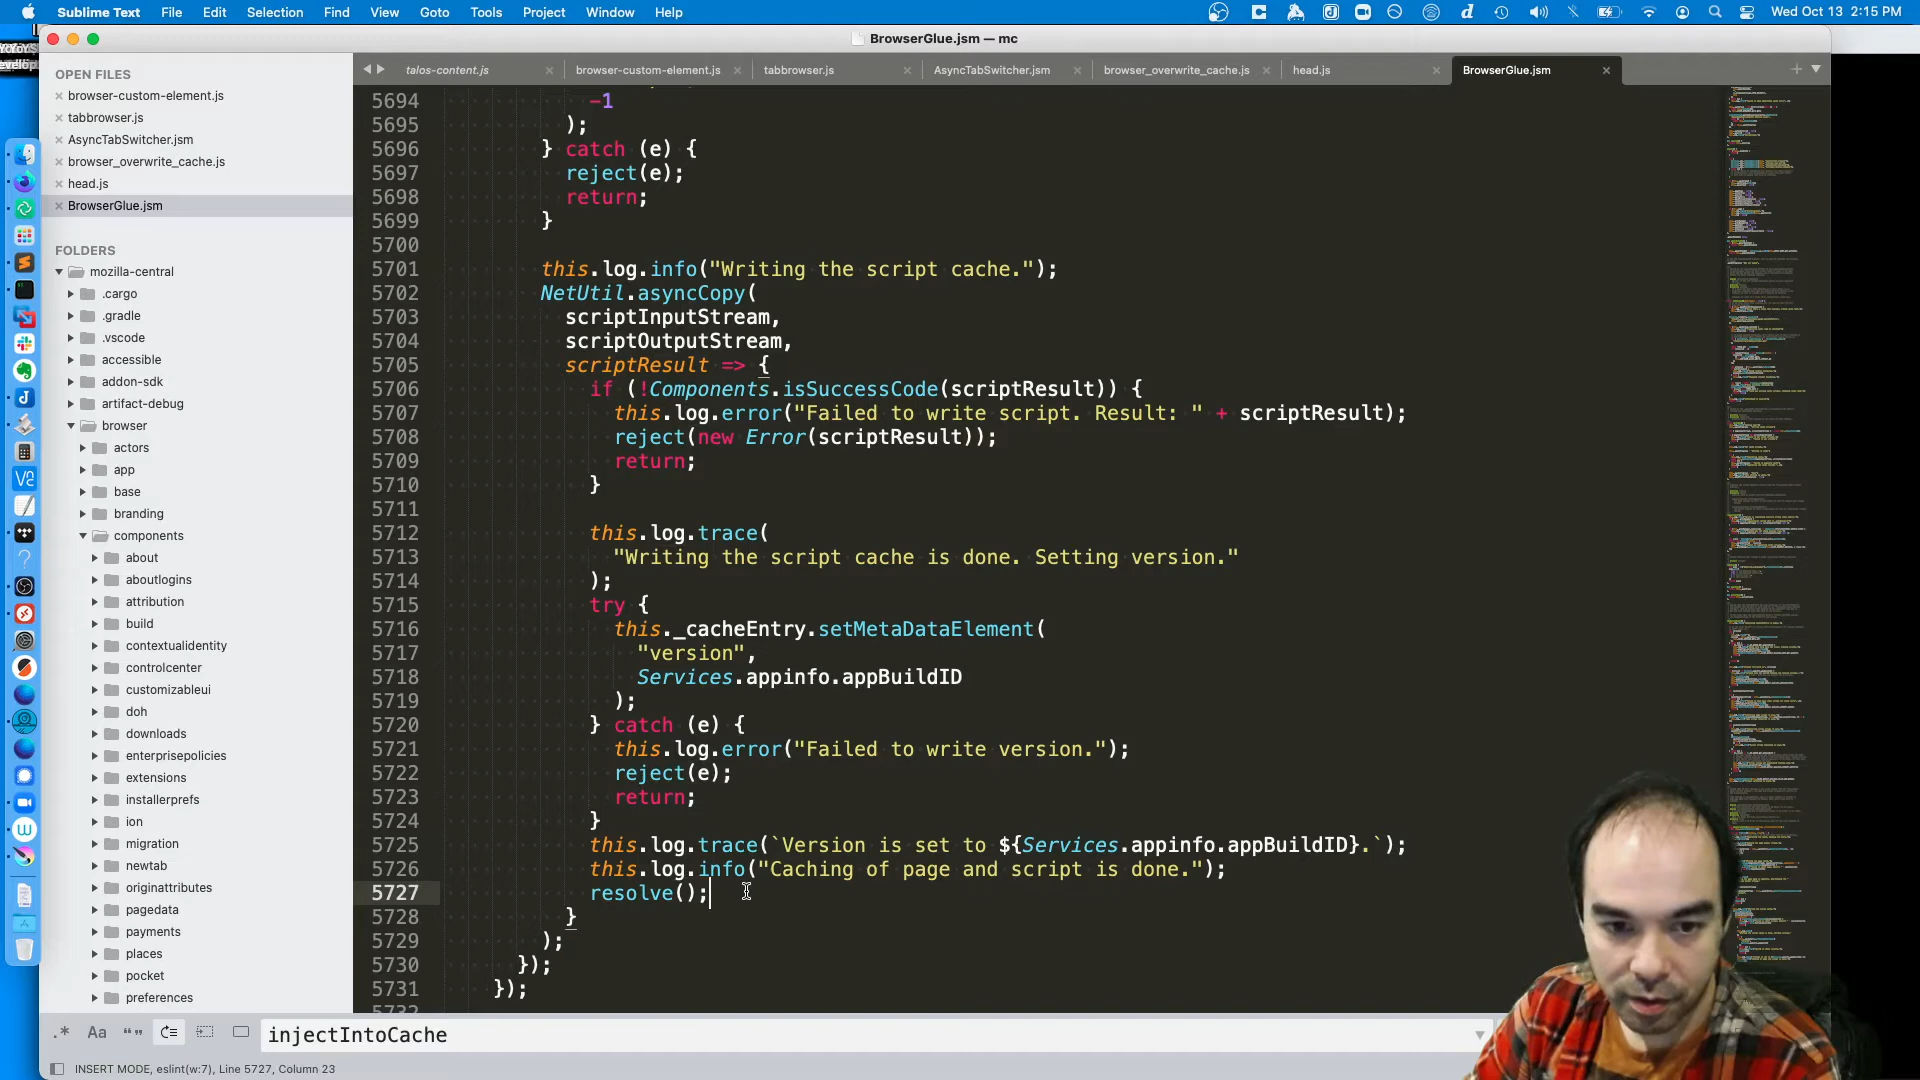 Sublime Text File Edit Selection Find View Goto Tools Project Window Help Wed Oct 13 2:15 PM
BrowserGlue.jsm — mc
OPEN FILES
browser-custom-element.js
tabbrowser.js
AsyncTabSwitcher.jsm
browser_overwrite_cache.js
head.js
BrowserGlue.jsm
FOLDERS
mozilla-central
.cargo
.gradle
.vscode
accessible
addon-sdk
artifact-debug
browser
actors
app
base
branding
components
about
aboutlogins
attribution
build
contextualidentity
controlcenter
customizableui
doh
downloads
enterprisepolicies
extensions
installerprefs
ion
migration
newtab
originattributes
pagedata
payments
places
pocket
preferences
talos-content.js browser-custom-element.js tabbrowser.js AsyncTabSwitcher.jsm browser_overwrite_cache.js head.js BrowserGlue.jsm
5694 -1
5695 );
5696 } catch (e) {
5697 reject(e);
5698 return;
5699 }
5700
5701 this.log.info("Writing the script cache.");
5702 NetUtil.asyncCopy(
5703 scriptInputStream,
5704 scriptOutputStream,
5705 scriptResult => {
5706 if (!Components.isSuccessCode(scriptResult)) {
5707 this.log.error("Failed to write script. Result: " + scriptResult);
5708 reject(new Error(scriptResult));
5709 return;
5710 }
5711
5712 this.log.trace(
5713 "Writing the script cache is done. Setting version."
5714 );
5715 try {
5716 this._cacheEntry.setMetaDataElement(
5717 "version",
5718 Services.appinfo.appBuildID
5719 );
5720 } catch (e) {
5721 this.log.error("Failed to write version.");
5722 reject(e);
5723 return;
5724 }
5725 this.log.trace(`Version is set to ${Services.appinfo.appBuildID}.`);
5726 this.log.info("Caching of page and script is done.");
5727 resolve();
5728 }
5729 );
5730 });
5731 });
.* Aa “” injectIntoCache
INSERT MODE, eslint(w:7), Line 5727, Column 23